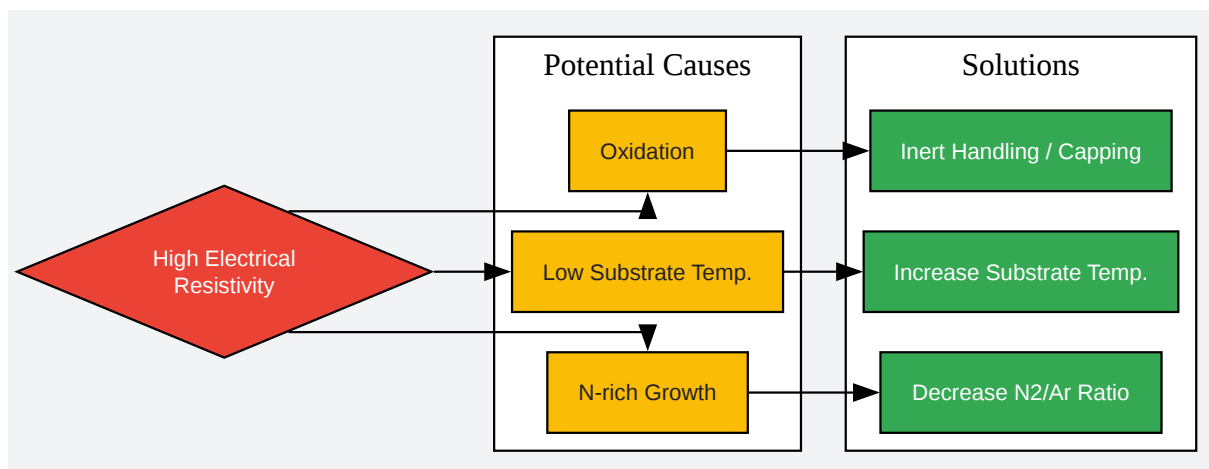 Potential Causes
Solutions
Oxidation
Inert Handling / Capping
High Electrical
Resistivity
Low Substrate Temp.
Increase Substrate Temp.
N-rich Growth
Decrease N2/Ar Ratio